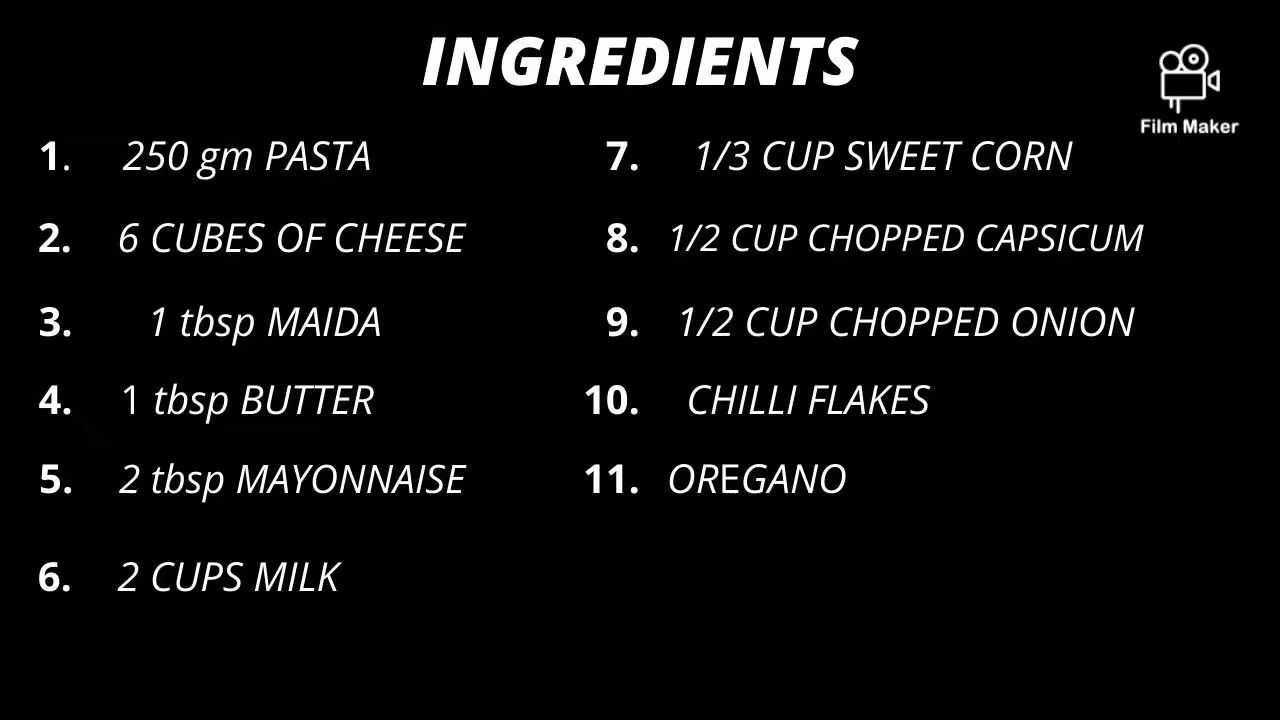 INGREDIENTS
Film Maker
1. 250 gm PASTA
2. 6 CUBES OF CHEESE
3. 1 tbsp MAIDA
4. 1 tbsp BUTTER
5. 2 tbsp MAYONNAISE
6. 2 CUPS MILK
7. 1/3 CUP SWEET CORN
8. 1/2 CUP CHOPPED CAPSICUM
9. 1/2 CUP CHOPPED ONION
10. CHILLI FLAKES
11. OREGANO